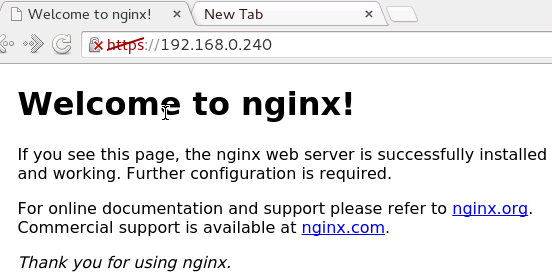 Welcome to nginx!
New Tab
https://192.168.0.240
Welcome to nginx!
If you see this page, the nginx web server is successfully installed
and working. Further configuration is required.
For online documentation and support please refer to nginx.org.
Commercial support is available at nginx.com.
Thank you for using nginx.